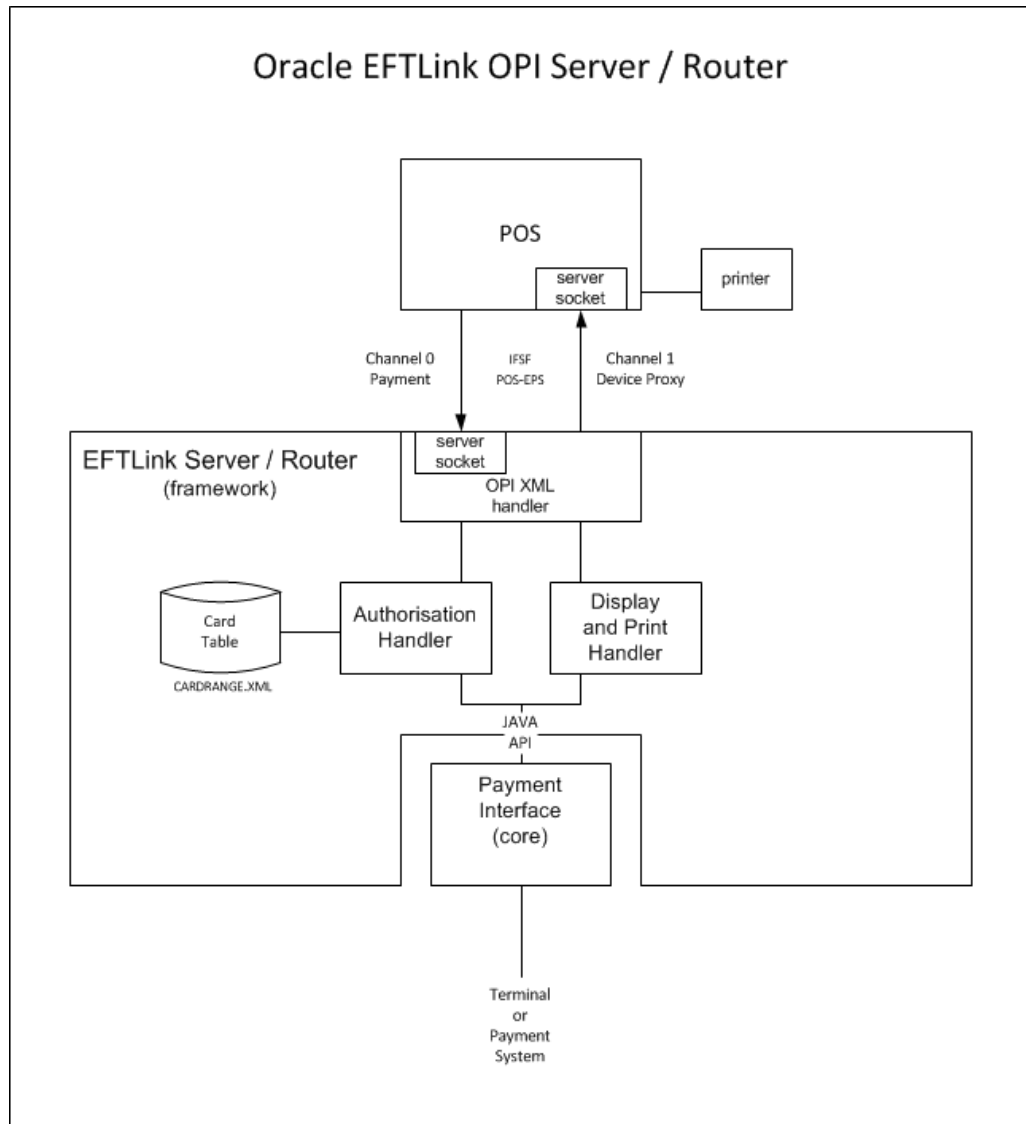 Oracle EFTLink OPI Server / Router
POS
server
socket
printer
Channel 0
Payment
IFSF
POS-EPS
Channel 1
Device Proxy
EFTLink Server / Router
(framework)
server
socket
OPI XML
handler
Card
Table
CARDRANGE.XML
Authorisation
Handler
Display
and Print
Handler
JAVA
API
Payment
Interface
(core)
Terminal
or
Payment
System